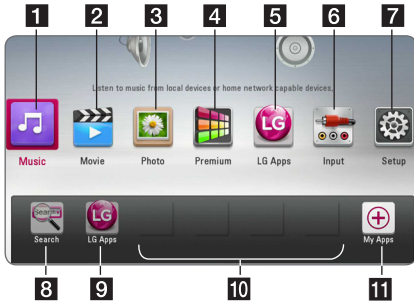 1 2 3 4 5 6 7
Listen to music from local devices or home network capable devices.
LG
Music Movie Photo Premium LG Apps Input Setup
Search LG
Search LG Apps My Apps
8 9 10 11